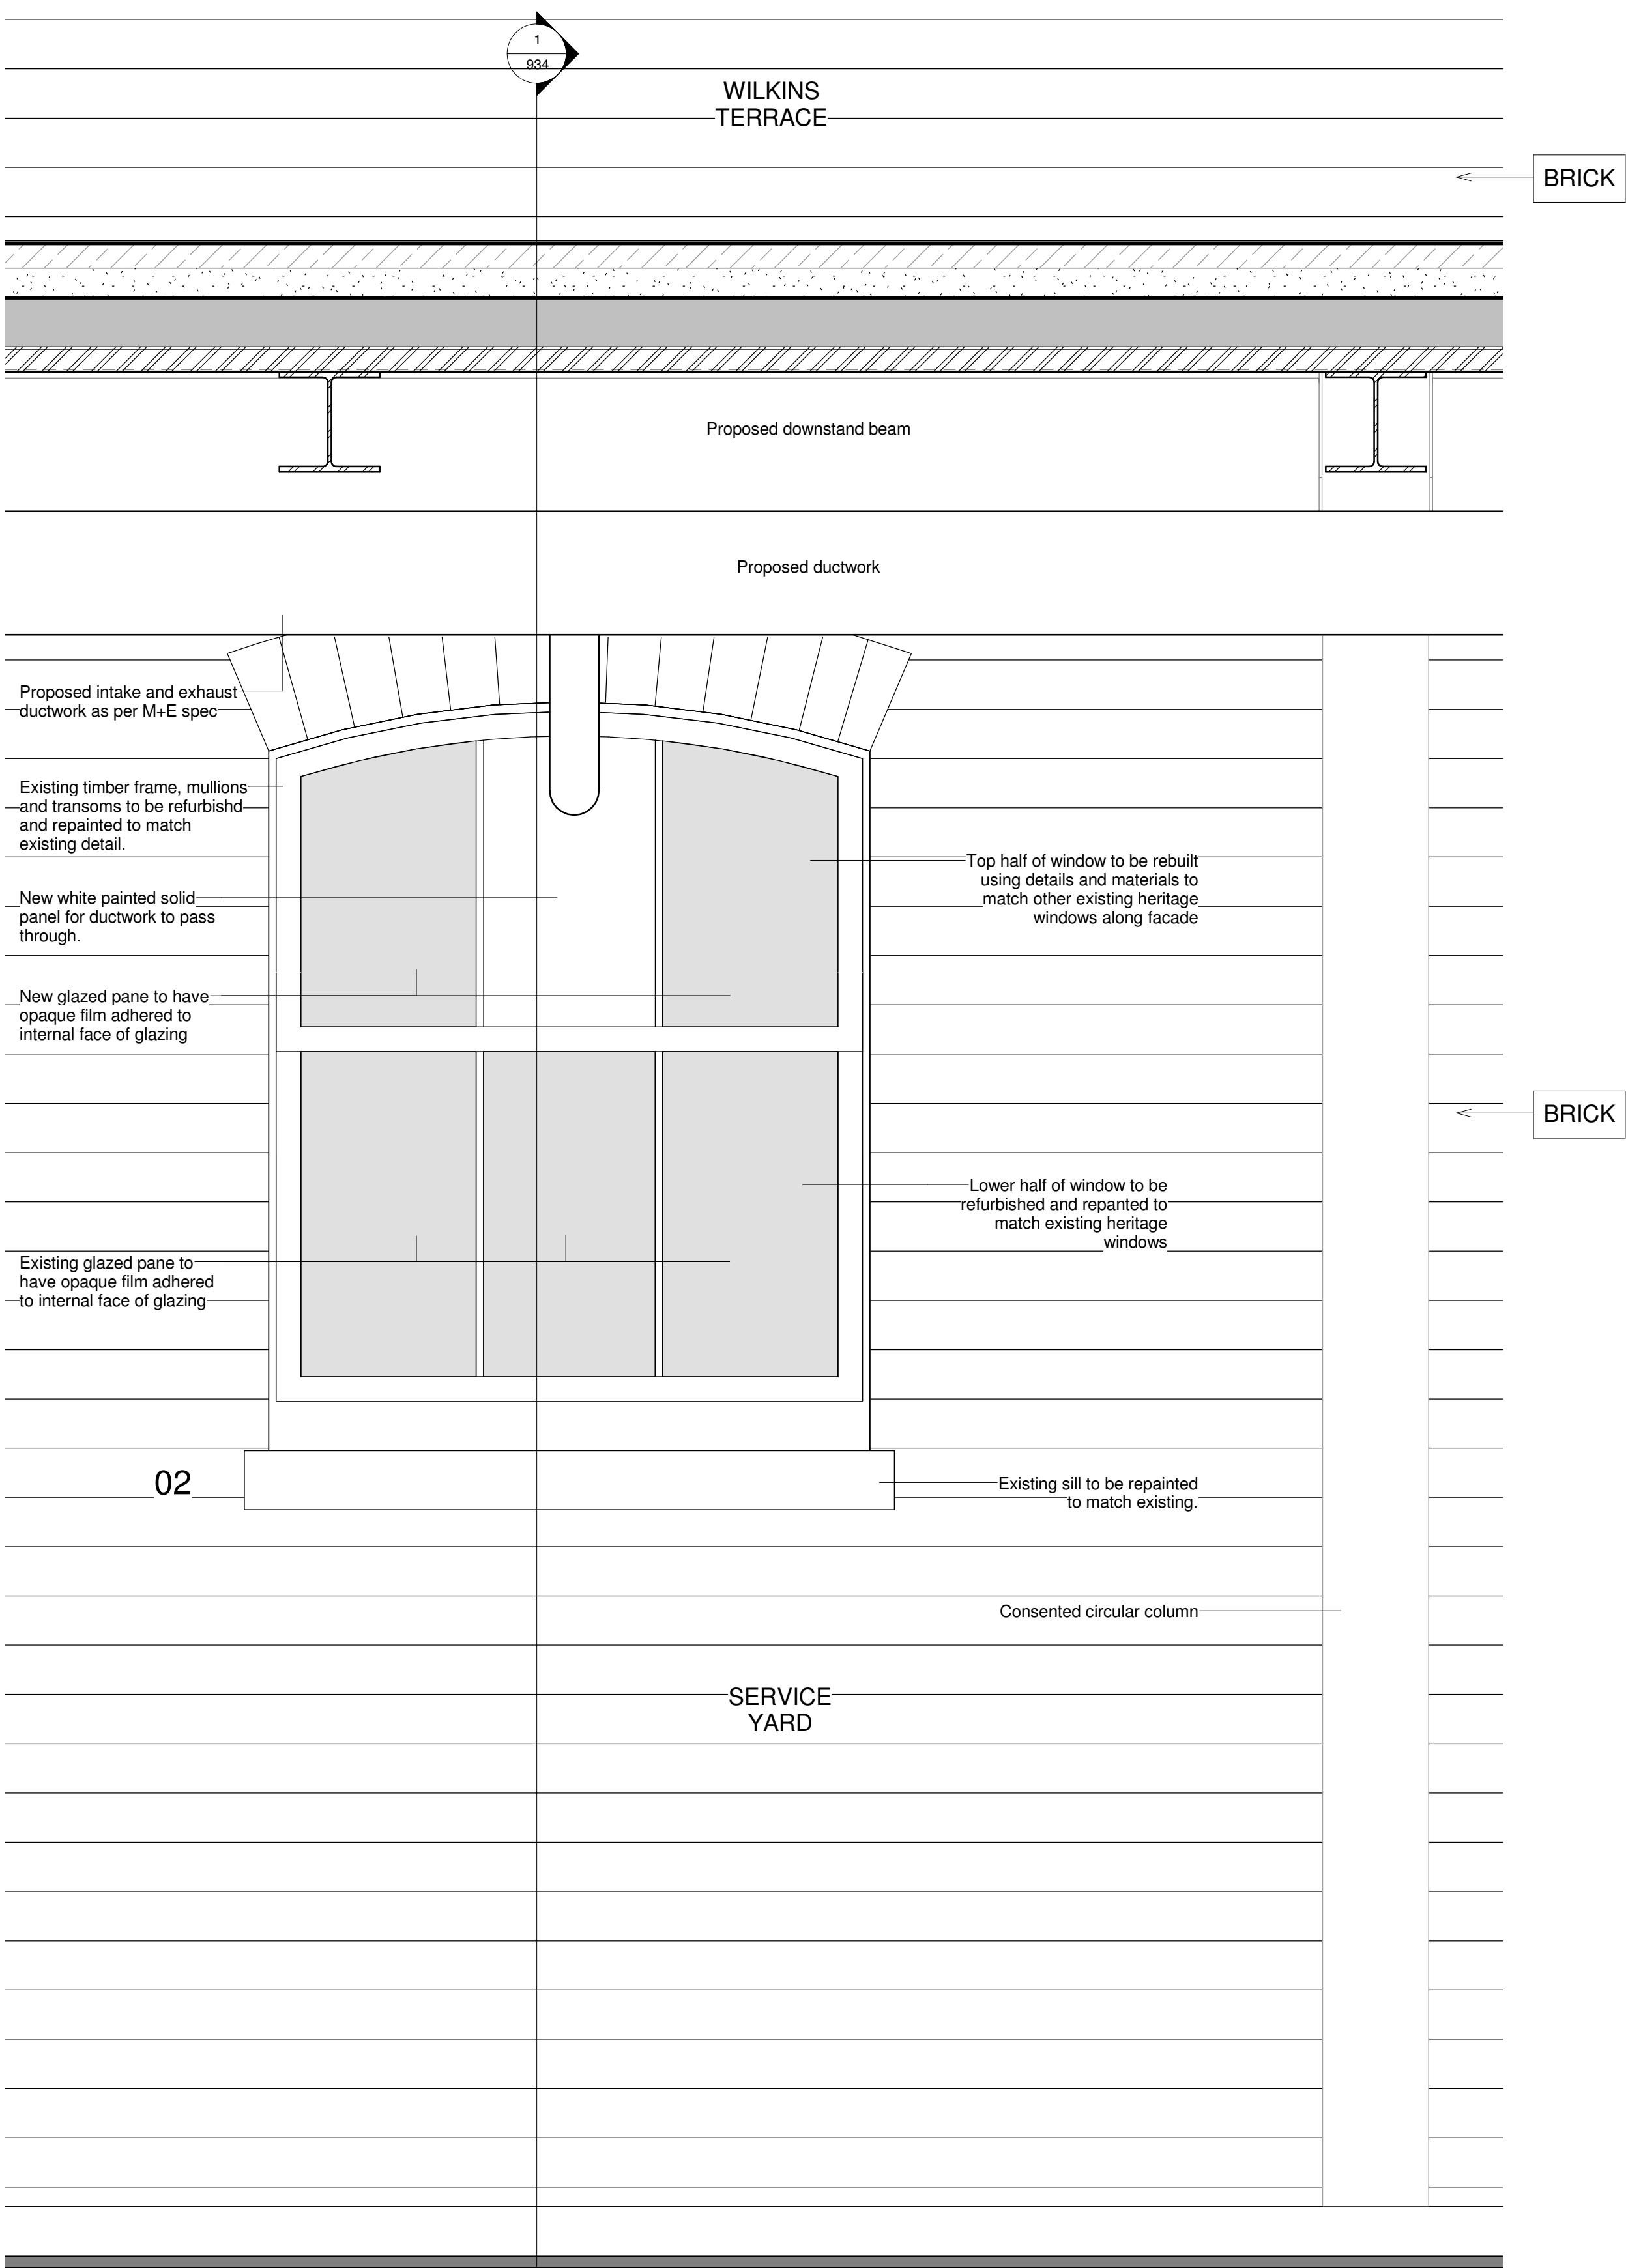 1
934
WILKINS
TERRACE
BRICK
Proposed downstand beam
Proposed ductwork
Proposed intake and exhaust
ductwork as per M+E spec
Existing timber frame, mullions
and transoms to be refurbishd
and repainted to match
existing detail.
Top half of window to be rebuilt
using details and materials to
match other existing heritage
windows along facade
New white painted solid
panel for ductwork to pass
through.
New glazed pane to have
opaque film adhered to
internal face of glazing
BRICK
Lower half of window to be
refurbished and repanted to
match existing heritage
windows
Existing glazed pane to
have opaque film adhered
to internal face of glazing
02
Existing sill to be repainted
to match existing.
Consented circular column
SERVICE
YARD